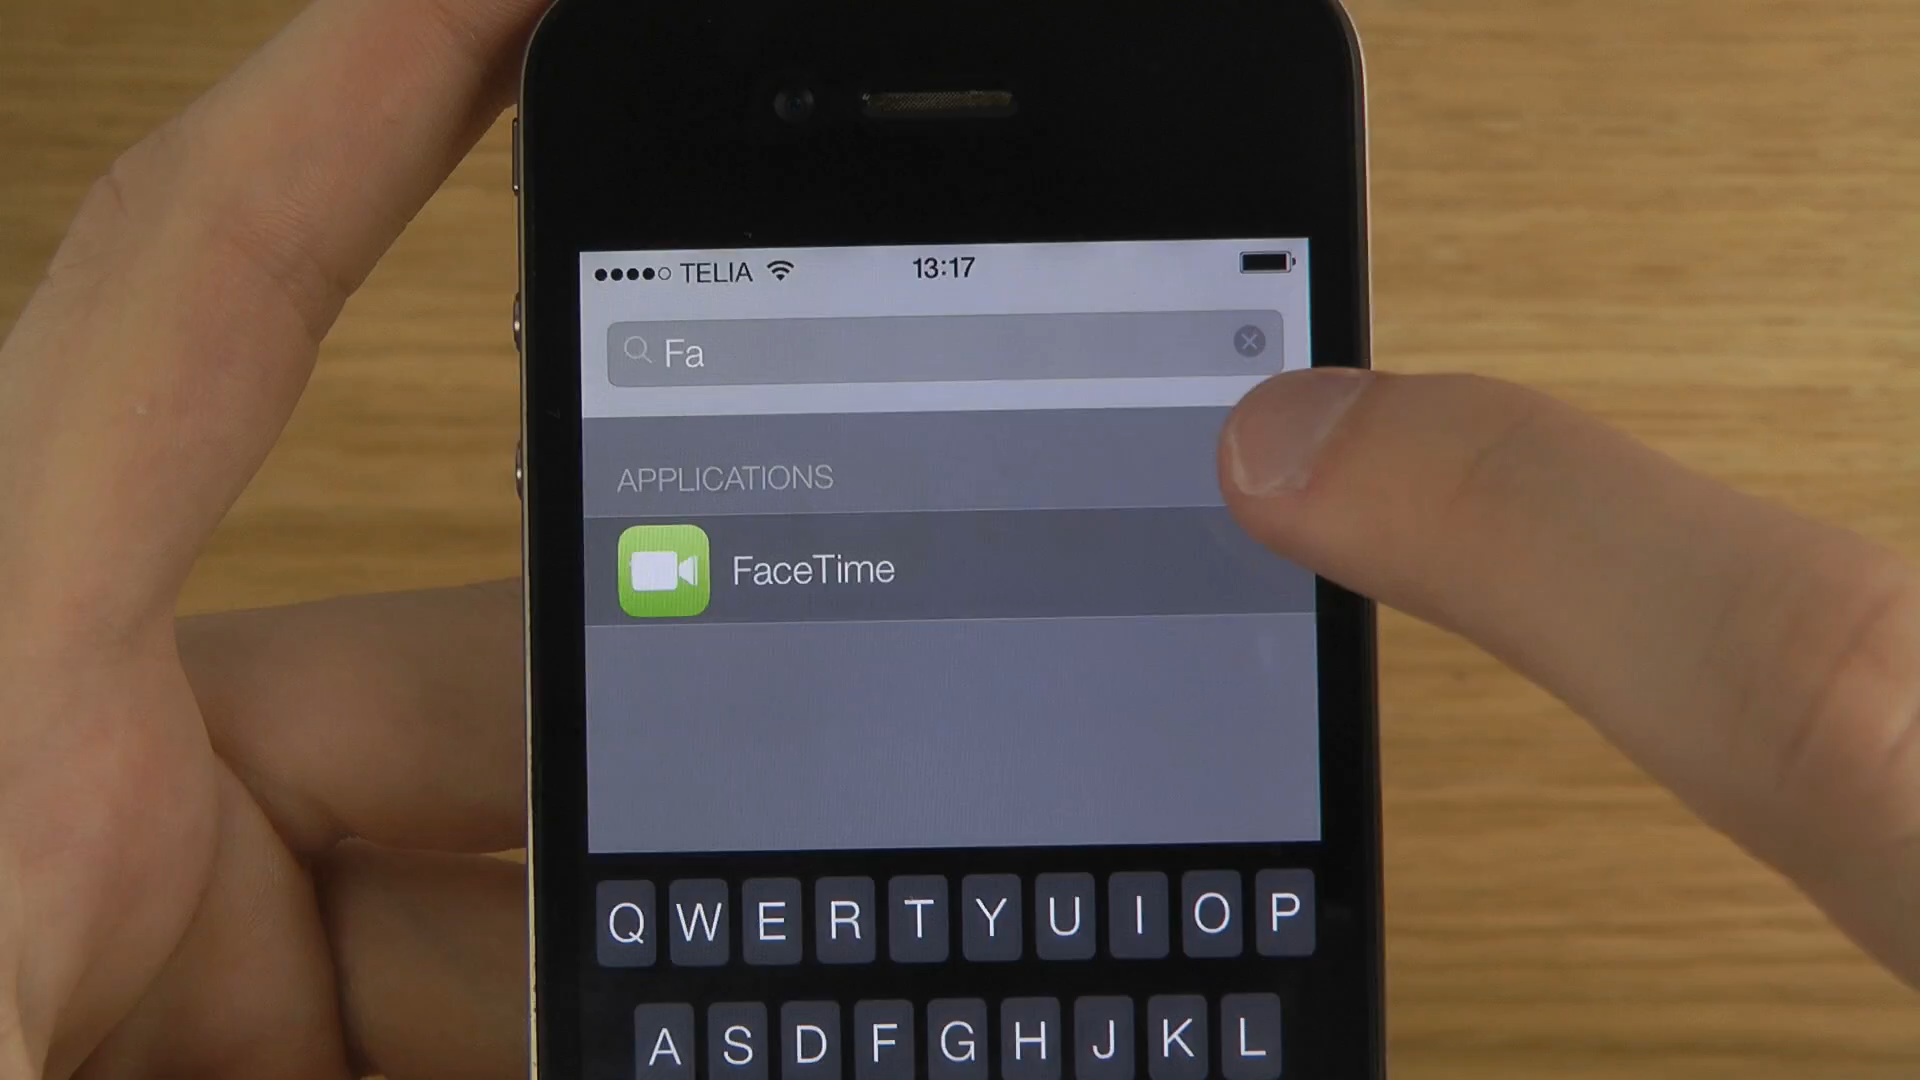 TELIA 13:17
Fa
APPLICATIONS
FaceTime
Q W E R T Y U I O P
A S D F G H J K L